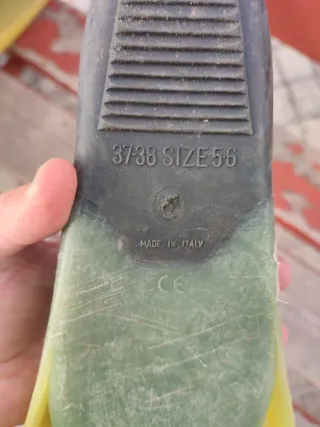 37-38 SIZE 5-6
MADE IN ITALY
CE